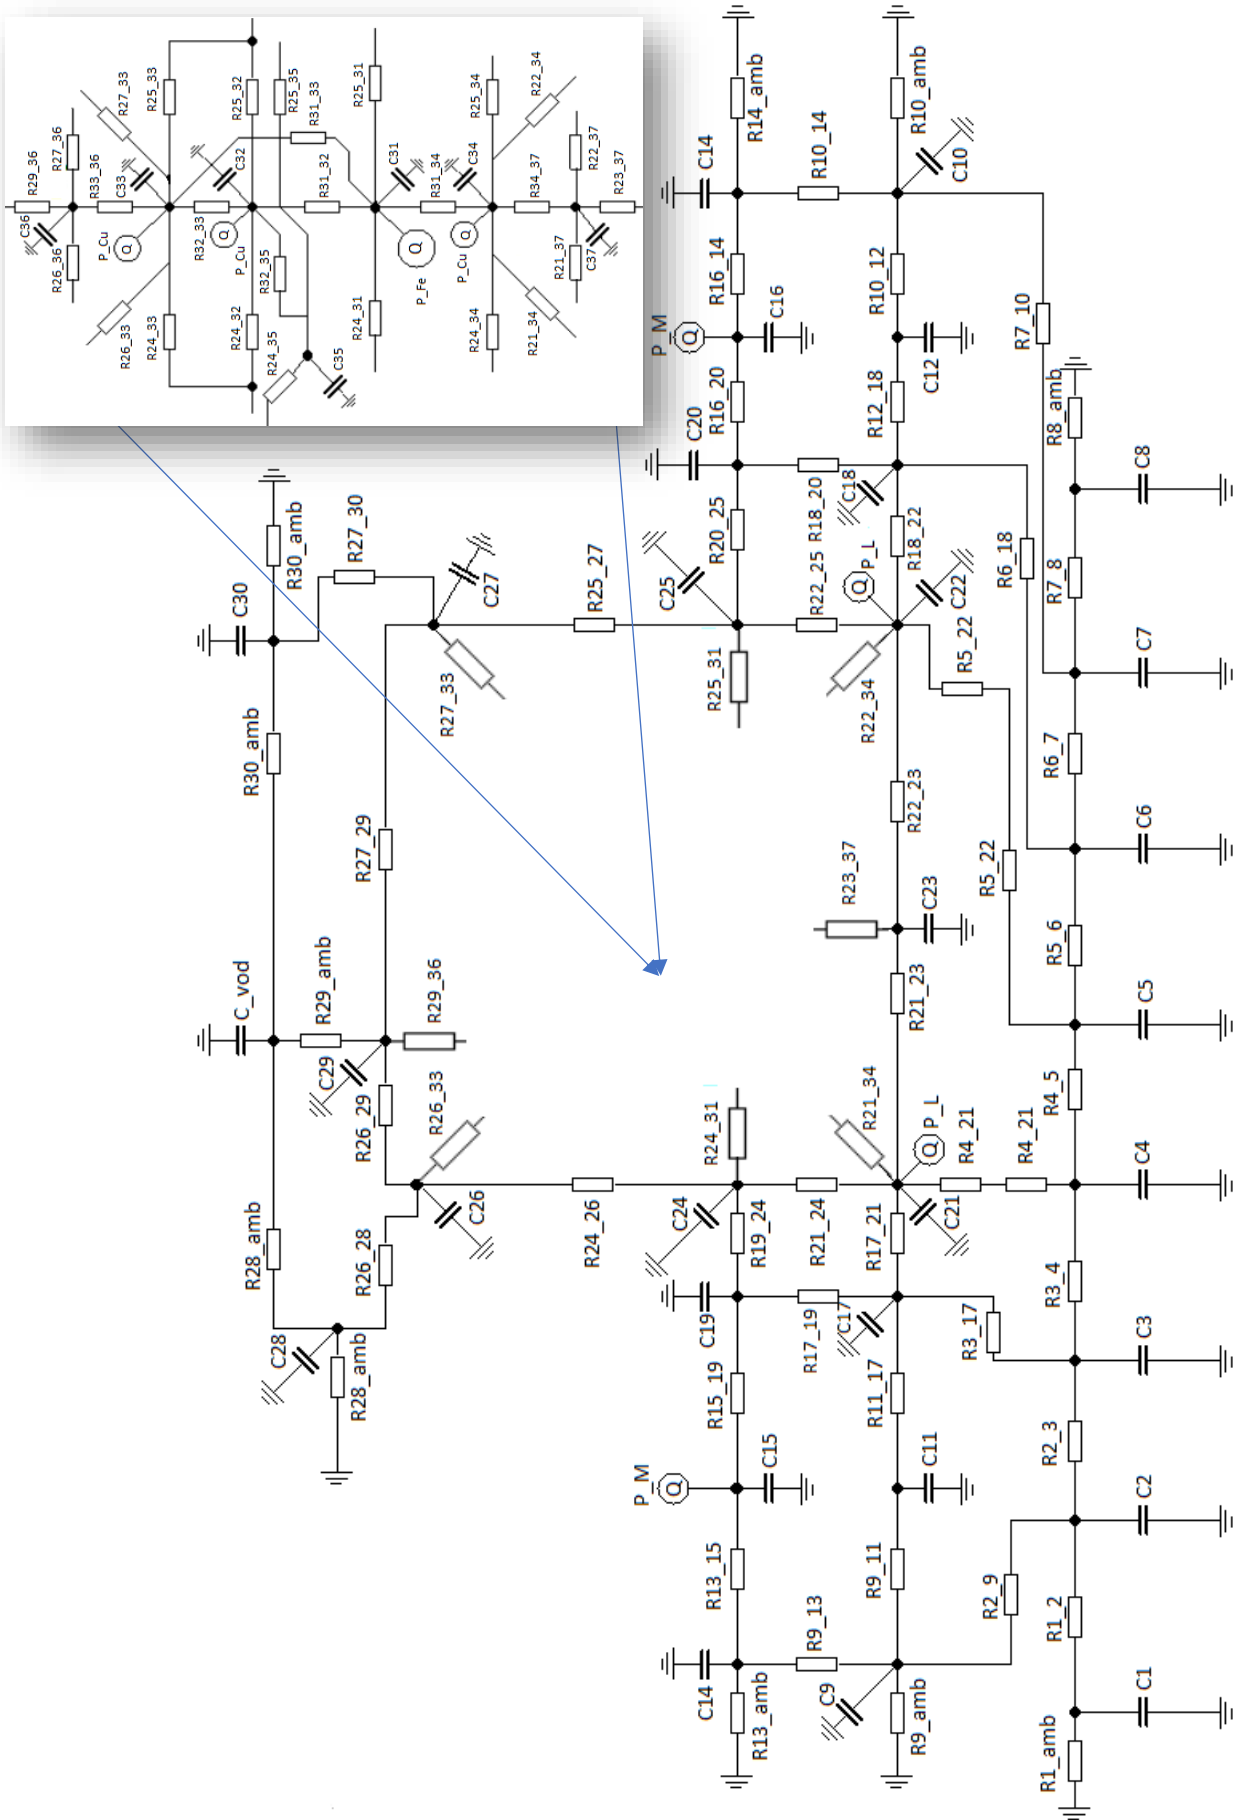 R29_36
R27_36
R27_33
R25_33
R25_32
R25_35
R31_33
R25_31
R25_34
R22_34
C36
R33_36
C33
C32
R31_32
C31
R31_34
C34
R34_37
R22_37
R23_37
R26_36
P_Cu
Q
R32_33
Q
P_Cu
R32_35
Q
P_Fe
Q
P_Cu
R21_37
C37
R26_33
R24_33
R24_32
R24_35
C35
R24_31
R24_34
R21_34
R14_amb
R10_amb
C14
R10_14
C10
R16_14
R10_12
P_M
Q
C16
C12
R7_10
R16_20
R12_18
C20
R8_amb
R18_20
C18
R20_25
R18_22
R6_18
C8
R30_amb
R27_30
C30
C27
R25_27
C25
R22_25
Q
P_L
C22
R5_22
R7_8
C7
R27_33
R25_31
R22_34
R30_amb
R6_7
R27_29
R22_23
C6
R5_22
R23_37
C23
R5_6
C_vod
R29_amb
R29_36
R21_23
C5
C29
R26_29
R26_33
R24_31
R21_34
Q
P_L
R4_21
R4_21
R4_5
C4
R28_amb
R26_28
C26
R24_26
C24
R19_24
R21_24
R17_21
C21
C28
R28_amb
C19
R17_19
C17
R3_17
R3_4
C3
R15_19
R11_17
P_M
Q
C15
C11
R2_3
C2
R13_15
R9_11
R2_9
R9_13
R1_2
C14
R13_amb
C9
R9_amb
C1
R1_amb